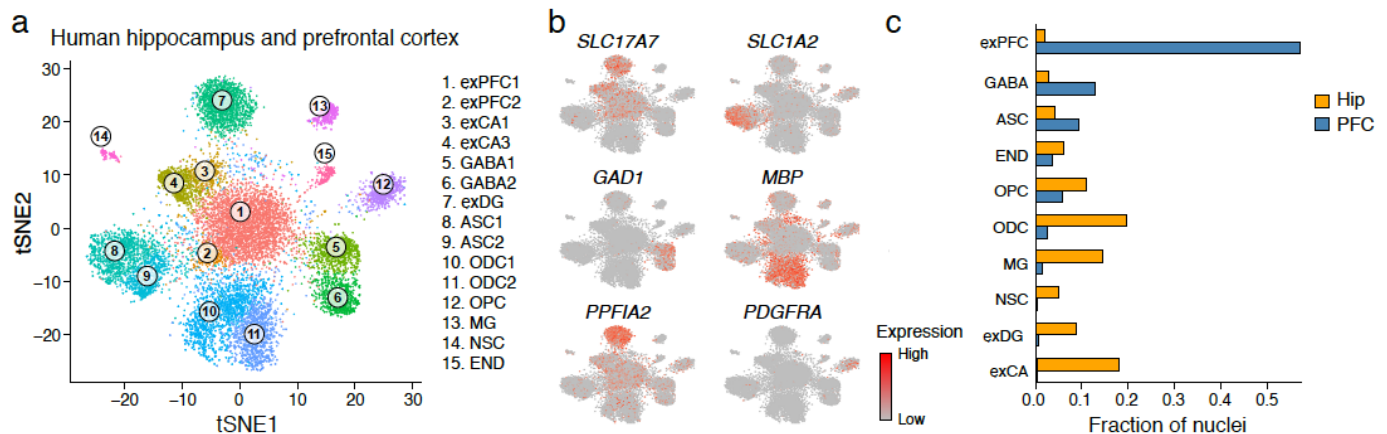 a
Human hippocampus and prefrontal cortex
30
20
10
0
−10
−20
−20
−10
0
10
20
30
tSNE2
tSNE1
7
13
14
15
3
4
12
1
2
5
8
9
6
10
11
1. exPFC1
2. exPFC2
3. exCA1
4. exCA3
5. GABA1
6. GABA2
7. exDG
8. ASC1
9. ASC2
10. ODC1
11. ODC2
12. OPC
13. MG
14. NSC
15. END
b
SLC17A7
SLC1A2
GAD1
MBP
PPFIA2
PDGFRA
Expression
High
Low
c
exPFC
GABA
ASC
END
OPC
ODC
MG
NSC
exDG
exCA
0.0
0.1
0.2
0.3
0.4
0.5
Fraction of nuclei
Hip
PFC